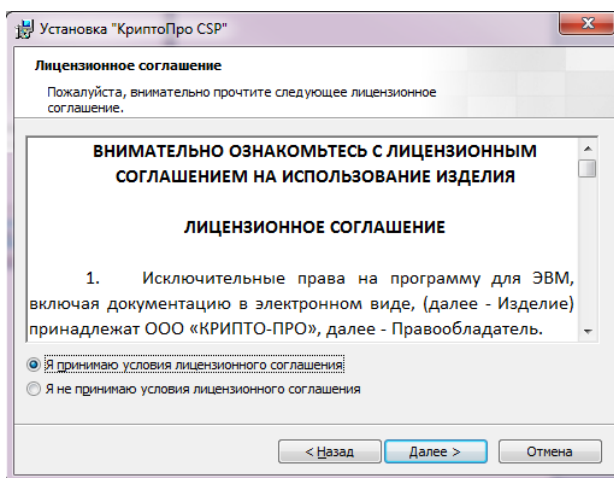 Установка "КриптоПро CSP"
Лицензионное соглашение
Пожалуйста, внимательно прочтите следующее лицензионное
соглашение.
ВНИМАТЕЛЬНО ОЗНАКОМЬТЕСЬ С ЛИЦЕНЗИОННЫМ
СОГЛАШЕНИЕМ НА ИСПОЛЬЗОВАНИЕ ИЗДЕЛИЯ
ЛИЦЕНЗИОННОЕ СОГЛАШЕНИЕ
1. Исключительные права на программу для ЭВМ,
включая документацию в электронном виде, (далее - Изделие)
принадлежат ООО «КРИПТО-ПРО», далее - Правообладатель.
Я принимаю условия лицензионного соглашения
Я не принимаю условия лицензионного соглашения
< Назад Далее > Отмена